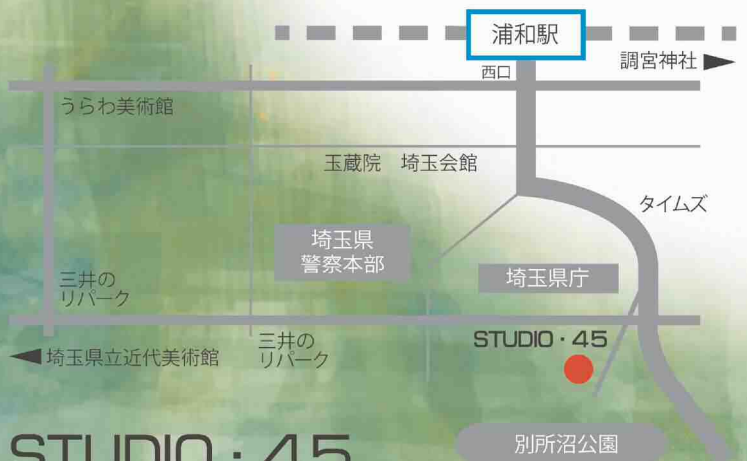 浦和駅
西口
調宮神社
うらわ美術館
玉蔵院 埼玉会館
タイムズ
埼玉県
警察本部
埼玉県庁
三井の
リパーク
三井の
リパーク
STUDIO・45
埼玉県立近代美術館
STUDIO・45
別所沼公園